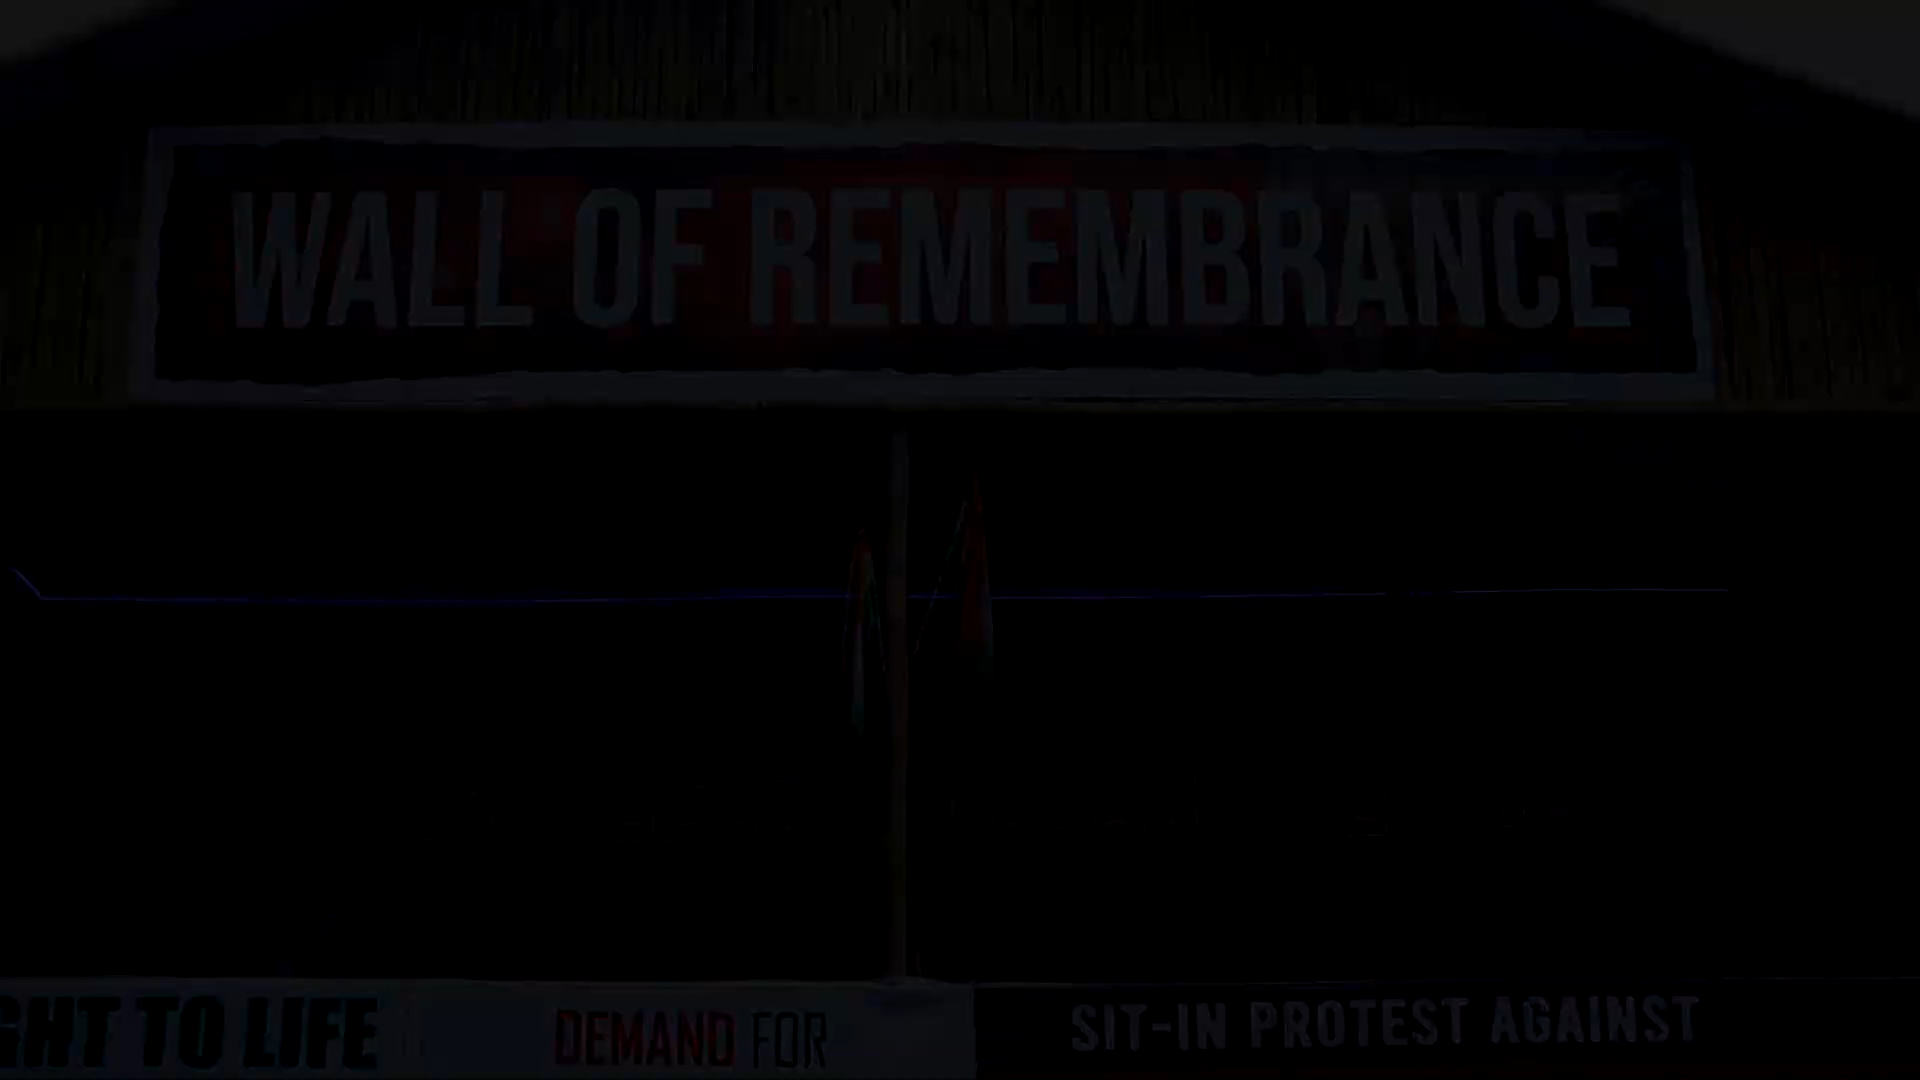 WALL OF REMEMBRANCE
GHT TO LIFE
DEMAND FOR
SIT-IN PROTEST AGAINST